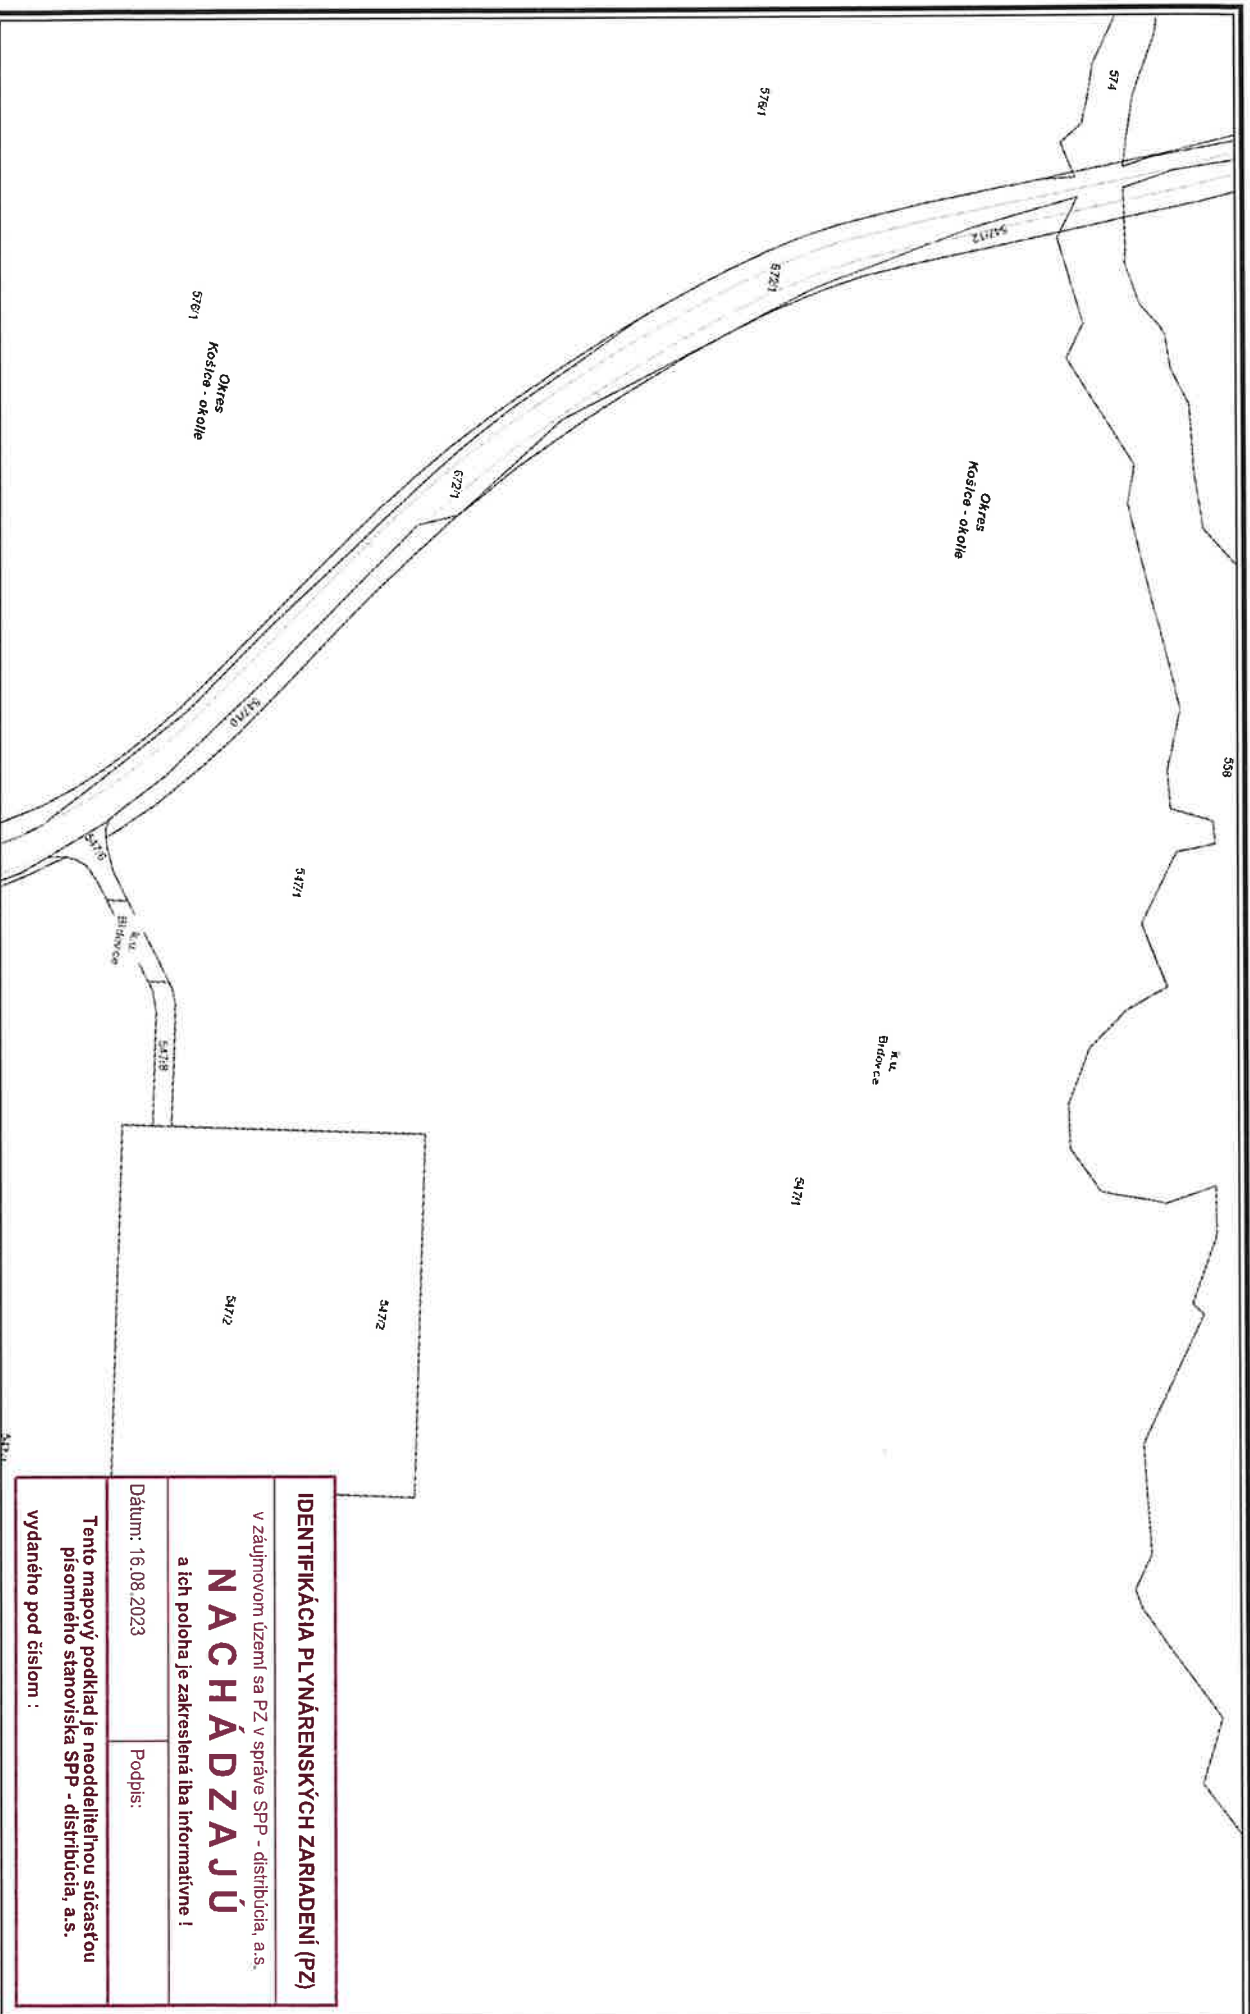 558
574
547/12
576/1
672/1
Okres
Košice - okolie
k.ú.
Bidovce
547/1
672/1
576/1
Okres
Košice - okolie
547/10
547/1
547/6
k.ú.
Bidovce
547/8
547/2
547/2
IDENTIFIKÁCIA PLYNÁRENSKÝCH ZARIADENÍ (PZ)
v záujmovom území sa PZ v správe SPP - distribúcia, a.s.
NACHÁDZAJÚ
a ich poloha je zakreslená iba informatívne !
Dátum: 16.08.2023
Podpis:
Tento mapový podklad je neoddeliteľnou súčasťou
písomného stanoviska SPP - distribúcia, a.s.
vydaného pod číslom :